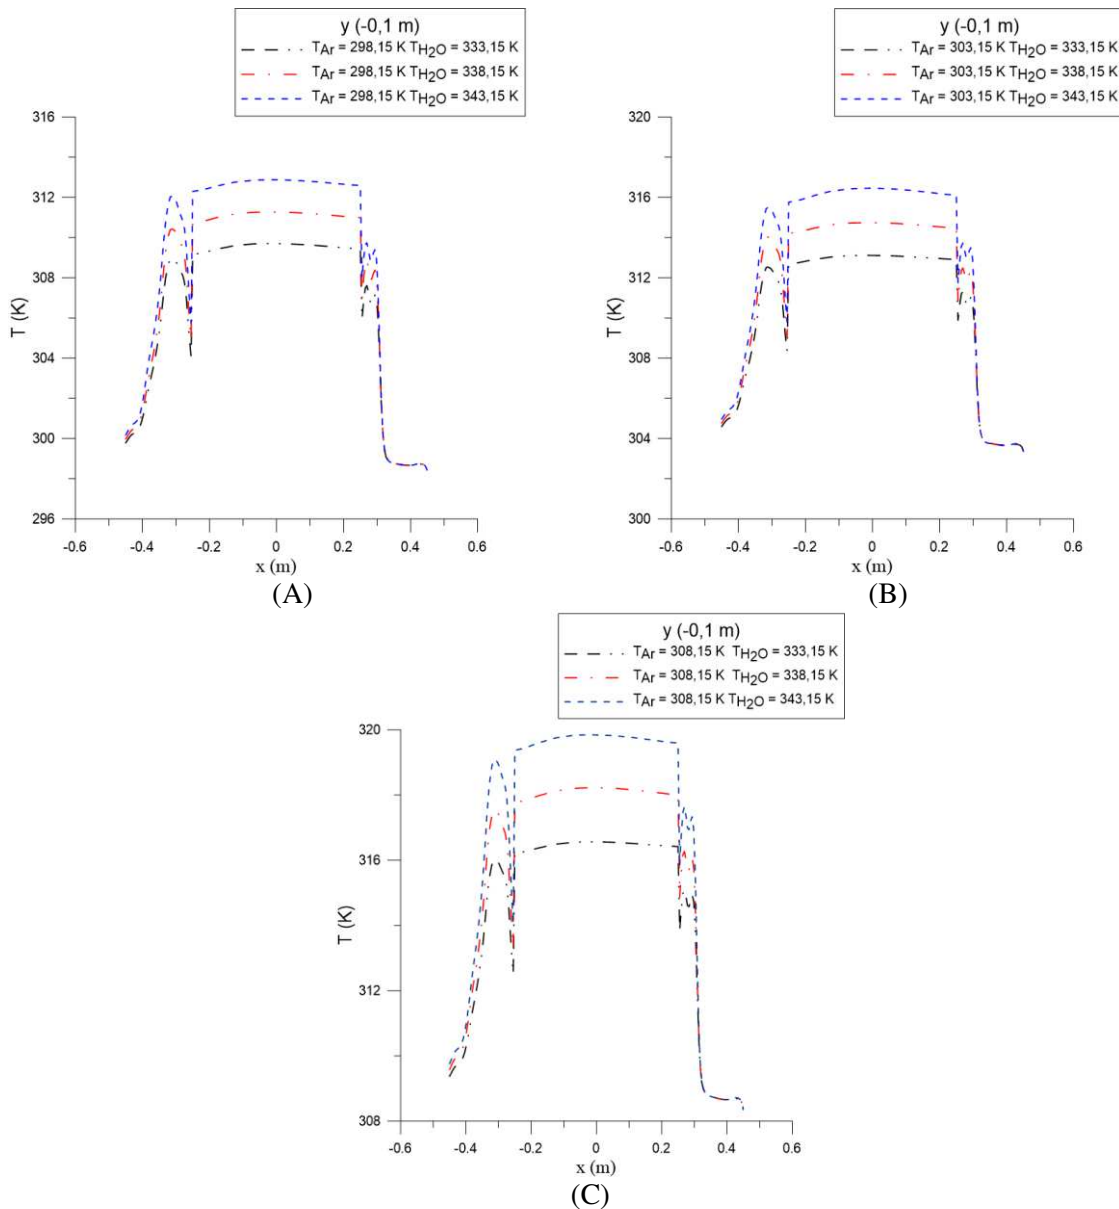 y (-0,1 m)
TAr = 298,15 K TH2O = 333,15 K
TAr = 298,15 K TH2O = 338,15 K
TAr = 298,15 K TH2O = 343,15 K
316
312
308
304
300
296
T (K)
-0.6 -0.4 -0.2 0 0.2 0.4 0.6
x (m)
(A)
y (-0,1 m)
TAr = 303,15 K TH2O = 333,15 K
TAr = 303,15 K TH2O = 338,15 K
TAr = 303,15 K TH2O = 343,15 K
320
316
312
308
304
300
T (K)
-0.6 -0.4 -0.2 0 0.2 0.4 0.6
x (m)
(B)
y (-0,1 m)
TAr = 308,15 K TH2O = 333,15 K
TAr = 308,15 K TH2O = 338,15 K
TAr = 308,15 K TH2O = 343,15 K
320
316
312
308
T (K)
-0.6 -0.4 -0.2 0 0.2 0.4 0.6
x (m)
(C)